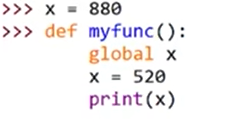 >>> x = 880
>>> def myfunc():
        global x
        x = 520
        print(x)